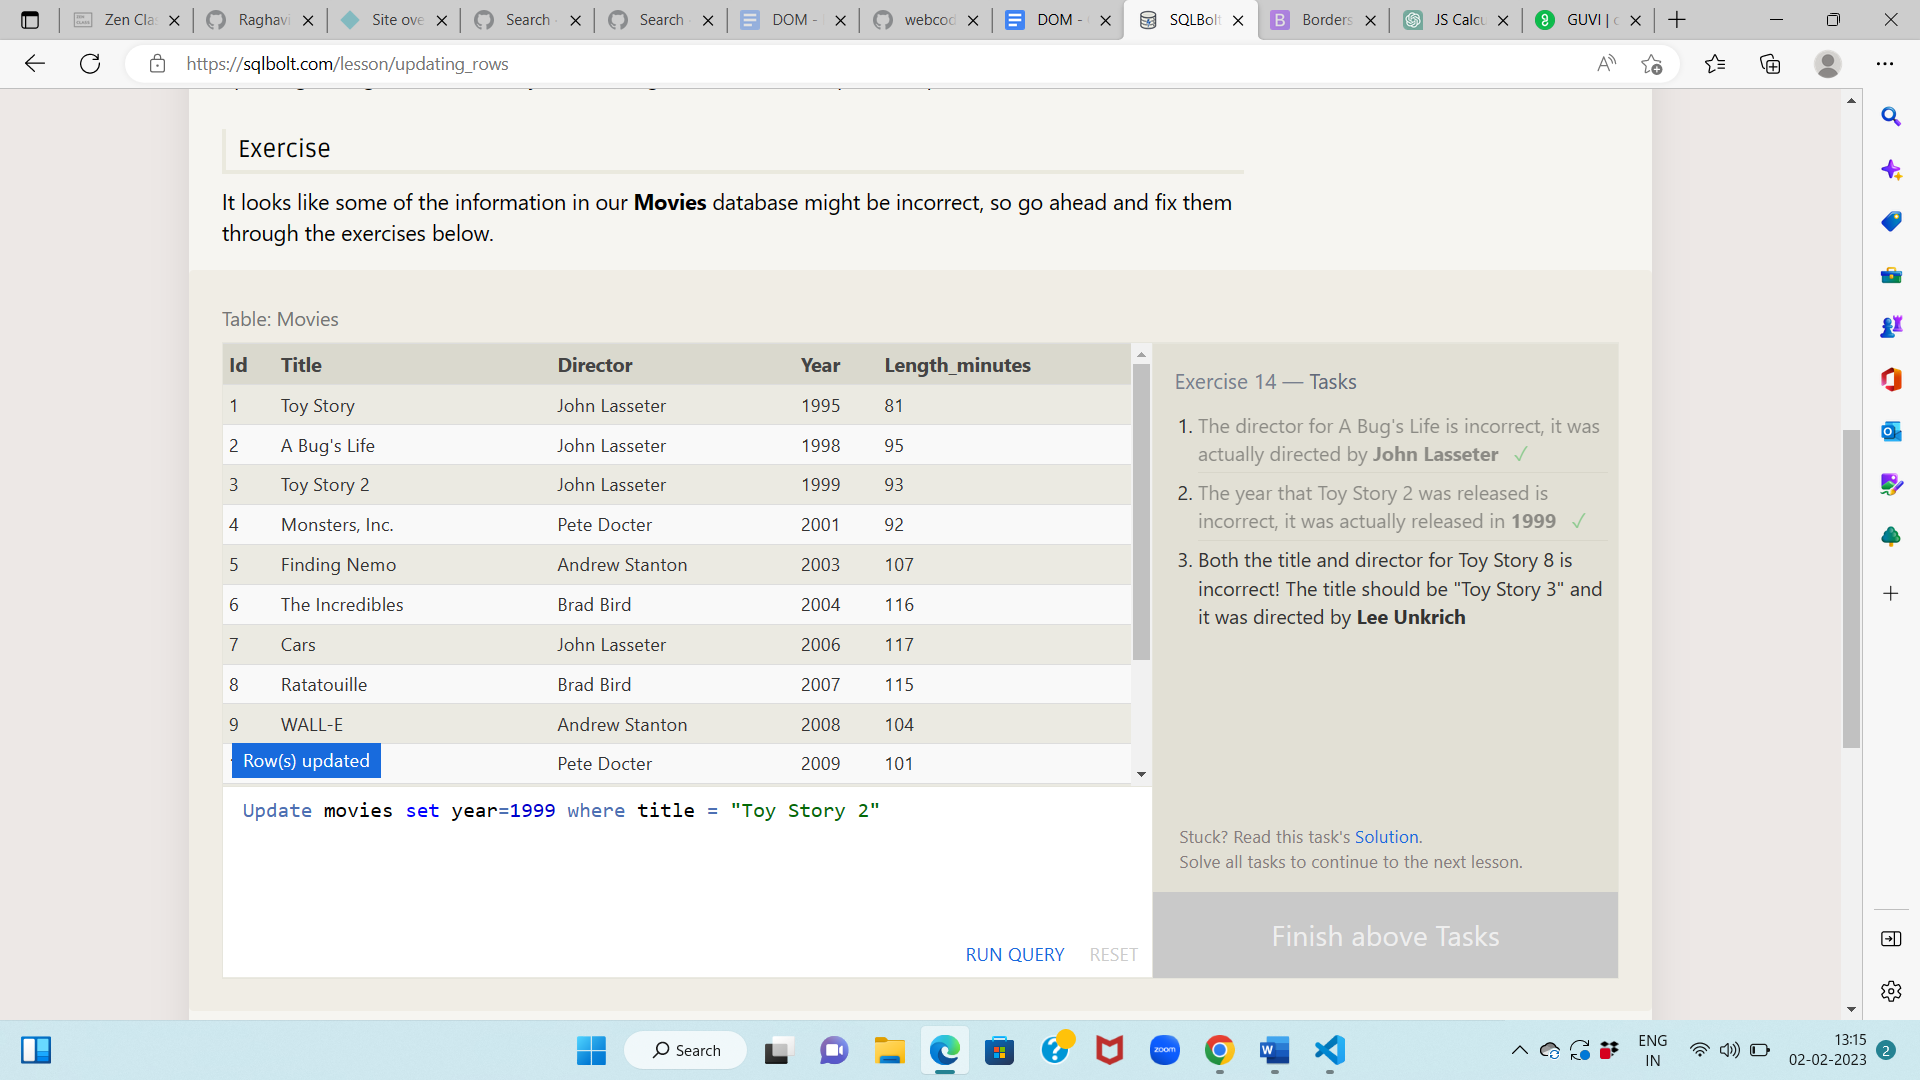 Zen Cla
Raghavi
Site ove
Search
Search
DOM -
webcod
DOM -
SQLBolt
Borders
JS Calcu
GUVI |
https://sqlbolt.com/lesson/updating_rows
Exercise
It looks like some of the information in our Movies database might be incorrect, so go ahead and fix them
through the exercises below.
Table: Movies
Id Title Director Year Length_minutes
1 Toy Story John Lasseter 1995 81
2 A Bug's Life John Lasseter 1998 95
3 Toy Story 2 John Lasseter 1999 93
4 Monsters, Inc. Pete Docter 2001 92
5 Finding Nemo Andrew Stanton 2003 107
6 The Incredibles Brad Bird 2004 116
7 Cars John Lasseter 2006 117
8 Ratatouille Brad Bird 2007 115
9 WALL-E Andrew Stanton 2008 104
Row(s) updated Pete Docter 2009 101
Update movies set year=1999 where title = "Toy Story 2"
RUN QUERY RESET
Exercise 14 — Tasks
1. The director for A Bug's Life is incorrect, it was
actually directed by John Lasseter ✓
2. The year that Toy Story 2 was released is
incorrect, it was actually released in 1999 ✓
3. Both the title and director for Toy Story 8 is
incorrect! The title should be "Toy Story 3" and
it was directed by Lee Unkrich
Stuck? Read this task's Solution.
Solve all tasks to continue to the next lesson.
Finish above Tasks
Search
zoom
ENG
IN
13:15
02-02-2023
2